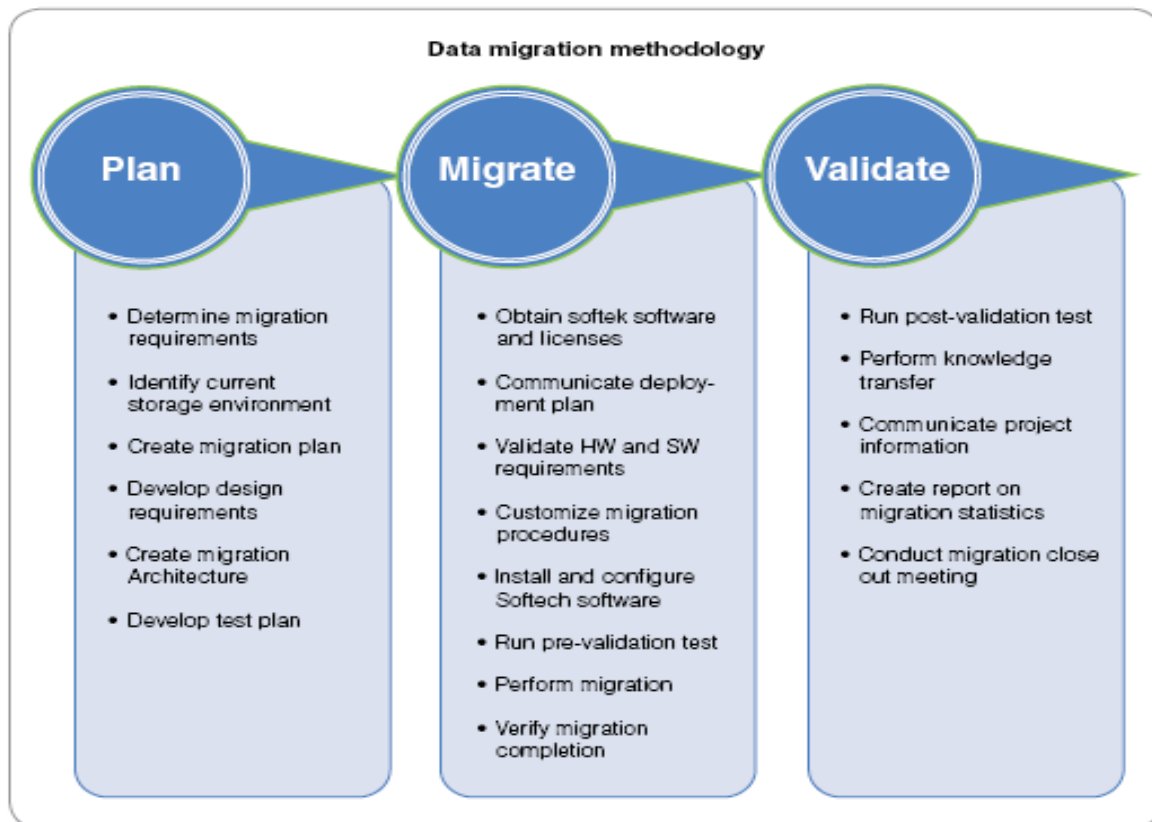 Data migration methodology
Plan
• Determine migration
requirements
• Identify current
storage environment
• Create migration plan
• Develop design
requirements
• Create migration
Architecture
• Develop test plan
Migrate
• Obtain softek software
and licenses
• Communicate deploy-
ment plan
• Validate HW and SW
requirements
• Customize migration
procedures
• Install and configure
Softech software
• Run pre-validation test
• Perform migration
• Verify migration
completion
Validate
• Run post-validation test
• Perform knowledge
transfer
• Communicate project
information
• Create report on
migration statistics
• Conduct migration close
out meeting